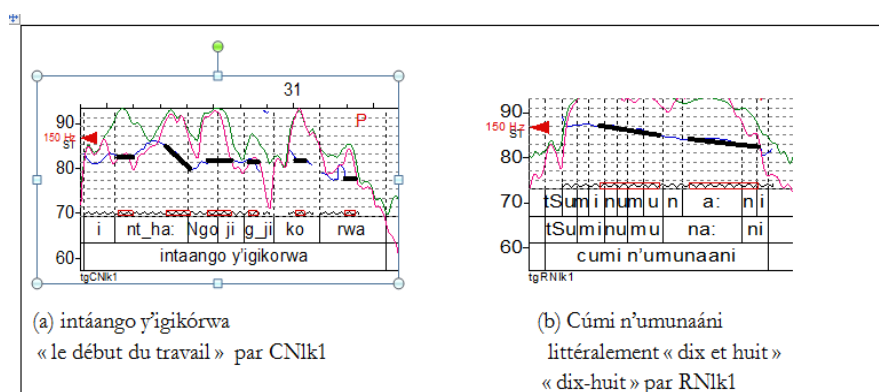 31
90
150 Hz
ST
80
70
60
P
i nt_ha: Ngo ji g_ji ko rwa
intaango y'igikorwa
tgCNlk1
90
150 Hz
ST
80
70
60
tSu m i nu m u n a: n i
tSu mi nu mu na: ni
cumi n'umunaani
tgRNlk1
(a) intáango y'igikórwa
« le début du travail » par CNlk1
(b) Cúmi n'umunaáni
littéralement « dix et huit »
« dix-huit » par RNlk1